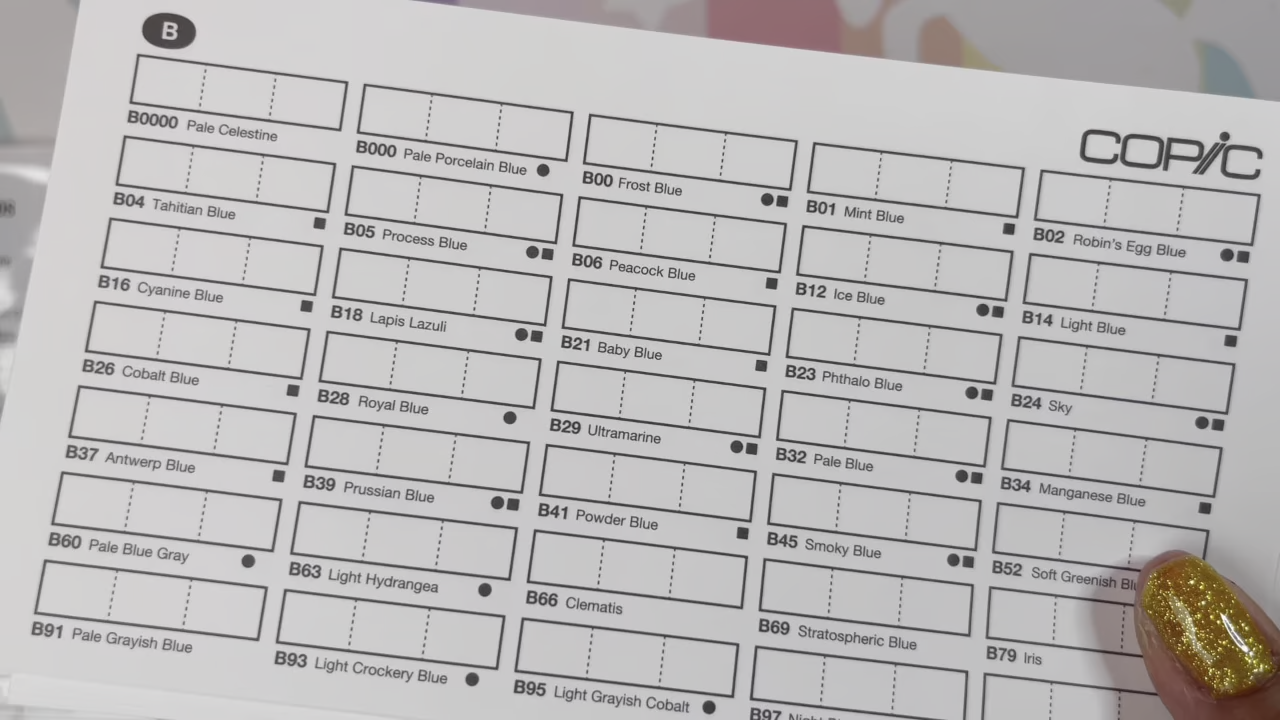 B
COPIC
B0000 Pale Celestine
B000 Pale Porcelain Blue
B00 Frost Blue
B01 Mint Blue
B02 Robin's Egg Blue
B04 Tahitian Blue
B05 Process Blue
B06 Peacock Blue
B12 Ice Blue
B14 Light Blue
B16 Cyanine Blue
B18 Lapis Lazuli
B21 Baby Blue
B23 Phthalo Blue
B24 Sky
B26 Cobalt Blue
B28 Royal Blue
B29 Ultramarine
B32 Pale Blue
B34 Manganese Blue
B37 Antwerp Blue
B39 Prussian Blue
B41 Powder Blue
B45 Smoky Blue
B52 Soft Greenish
B60 Pale Blue Gray
B63 Light Hydrangea
B66 Clematis
B69 Stratospheric Blue
B79 Iris
B91 Pale Grayish Blue
B93 Light Crockery Blue
B95 Light Grayish Cobalt
B97